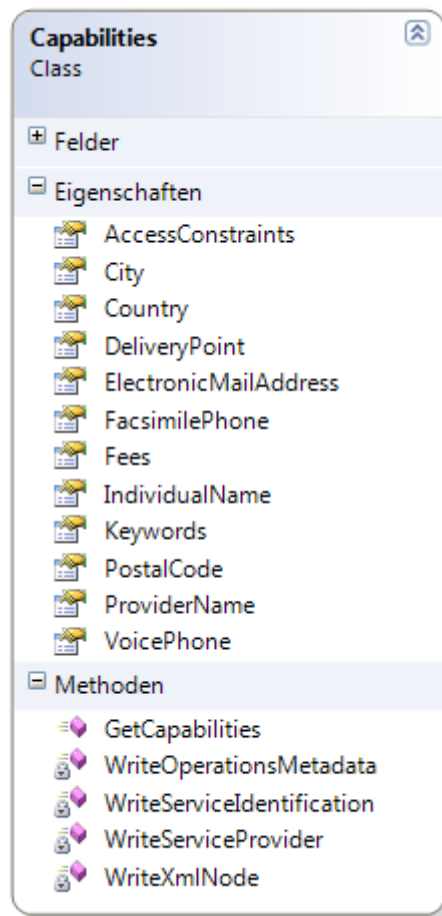 Capabilities
Class
Felder
Eigenschaften
AccessConstraints
City
Country
DeliveryPoint
ElectronicMailAddress
FacsimilePhone
Fees
IndividualName
Keywords
PostalCode
ProviderName
VoicePhone
Methoden
GetCapabilities
WriteOperationsMetadata
WriteServiceIdentification
WriteServiceProvider
WriteXmlNode